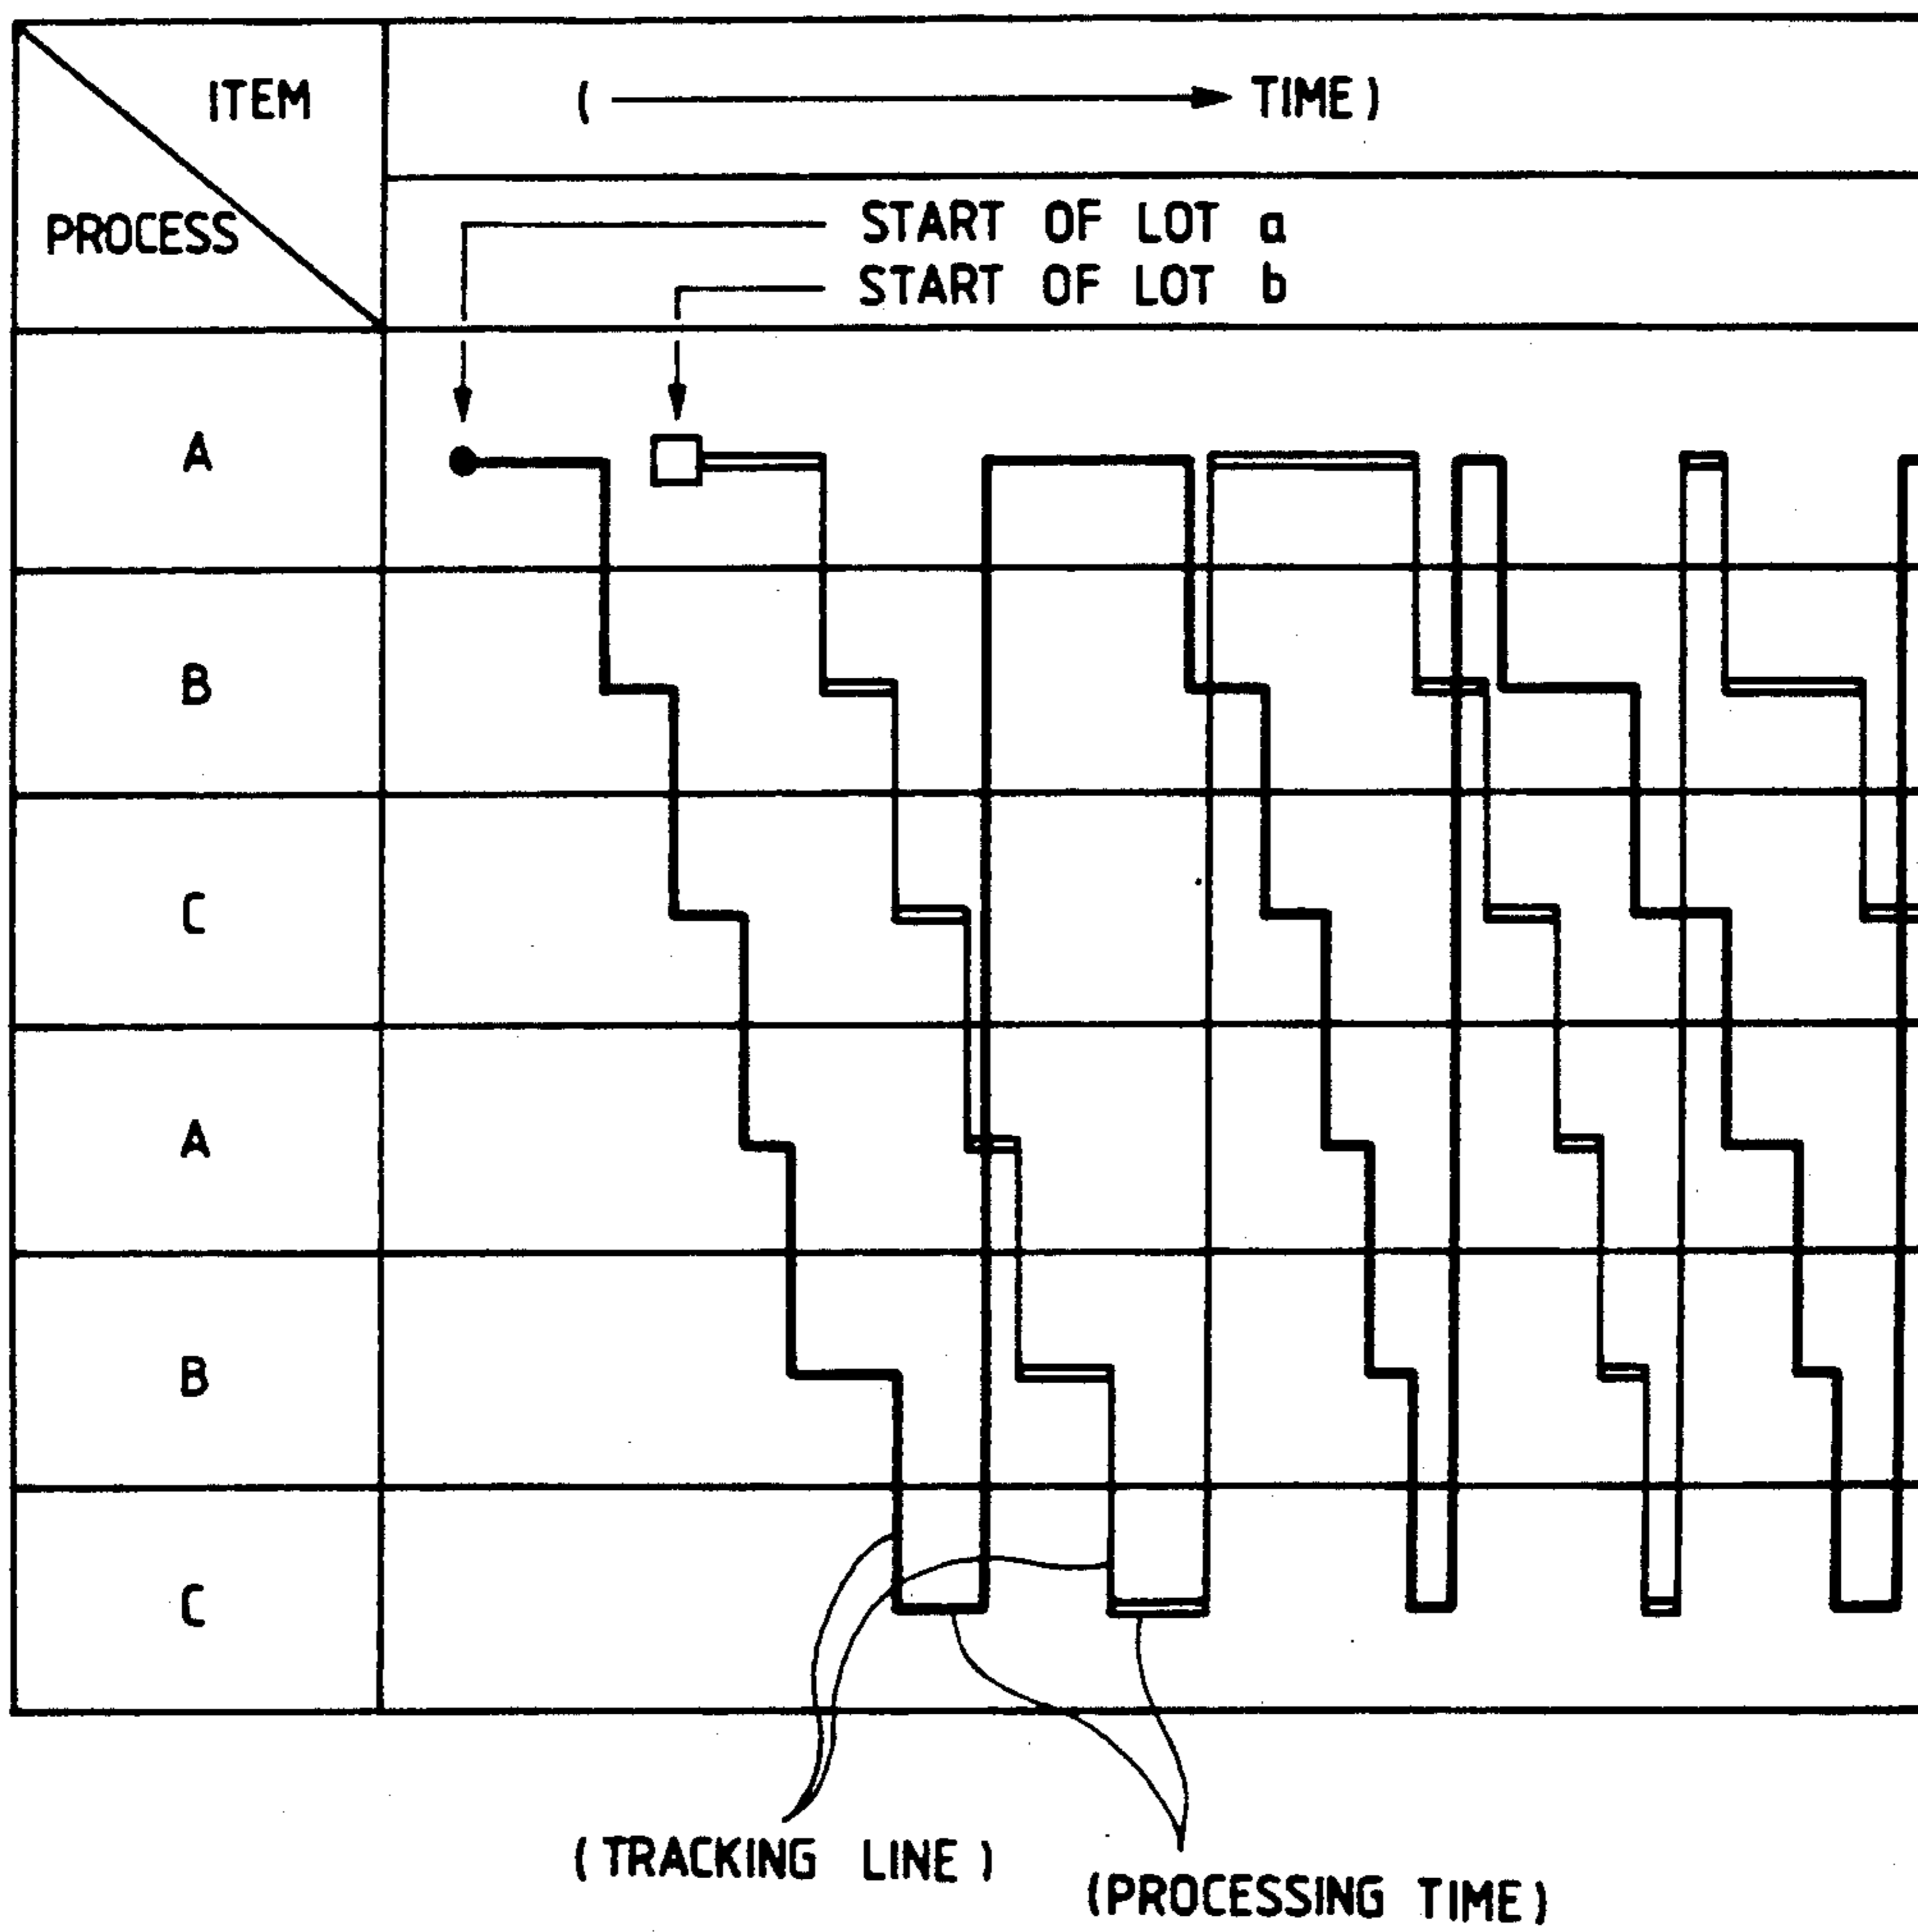 ITEM
( TIME)
PROCESS
START OF LOT a
START OF LOT b
A
B
C
A
B
C
(TRACKING LINE)
(PROCESSING TIME)